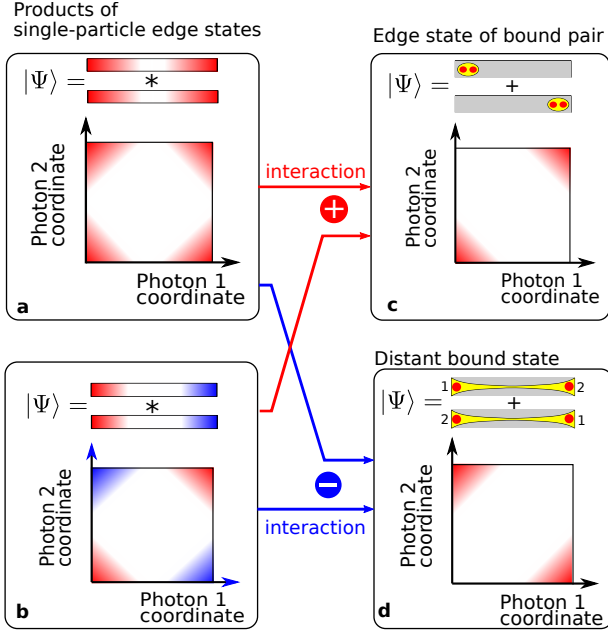 Products of
single-particle edge states
|Ψ⟩ = *
Photon 2
coordinate
Photon 1
coordinate
a
interaction
+
Edge state of bound pair
|Ψ⟩ = +
Photon 2
coordinate
Photon 1
coordinate
c
|Ψ⟩ = *
Photon 2
coordinate
Photon 1
coordinate
b
−
interaction
Distant bound state
1 2
|Ψ⟩ = +
2 1
Photon 2
coordinate
Photon 1
coordinate
d